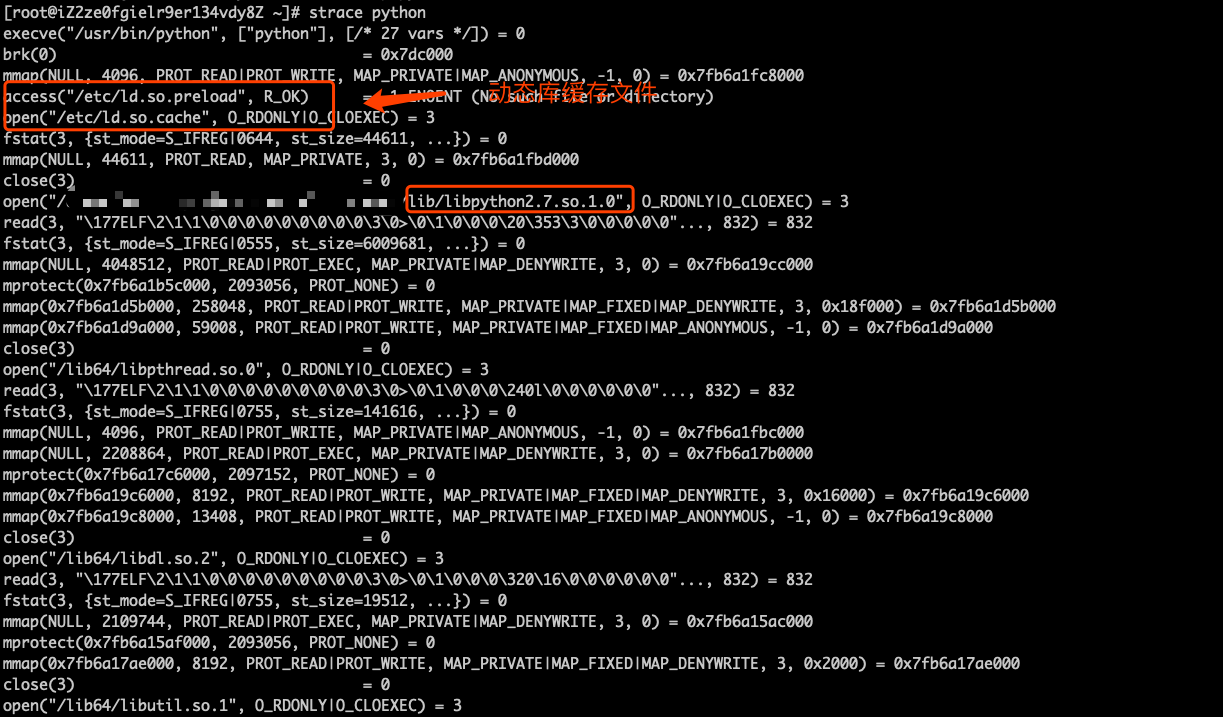 [root@iZ2ze0fgielr9er134vdy8Z ~]# strace python
execve("/usr/bin/python", ["python"], [/* 27 vars */]) = 0
brk(0) = 0x7dc000
mmap(NULL, 4096, PROT_READ|PROT_WRITE, MAP_PRIVATE|MAP_ANONYMOUS, -1, 0) = 0x7fb6a1fc8000
access("/etc/ld.so.preload", R_OK) = -1 ENOENT (No such file or directory)
动态库缓存文件
open("/etc/ld.so.cache", O_RDONLY|O_CLOEXEC) = 3
fstat(3, {st_mode=S_IFREG|0644, st_size=44611, ...}) = 0
mmap(NULL, 44611, PROT_READ, MAP_PRIVATE, 3, 0) = 0x7fb6a1fbd000
close(3) = 0
open("/ lib/libpython2.7.so.1.0", O_RDONLY|O_CLOEXEC) = 3
read(3, "\177ELF\2\1\1\0\0\0\0\0\0\0\0\0\3\0>\0\1\0\0\0\20\353\3\0\0\0\0\0"..., 832) = 832
fstat(3, {st_mode=S_IFREG|0555, st_size=6009681, ...}) = 0
mmap(NULL, 4048512, PROT_READ|PROT_EXEC, MAP_PRIVATE|MAP_DENYWRITE, 3, 0) = 0x7fb6a19cc000
mprotect(0x7fb6a1b5c000, 2093056, PROT_NONE) = 0
mmap(0x7fb6a1d5b000, 258048, PROT_READ|PROT_WRITE, MAP_PRIVATE|MAP_FIXED|MAP_DENYWRITE, 3, 0x18f000) = 0x7fb6a1d5b000
mmap(0x7fb6a1d9a000, 59008, PROT_READ|PROT_WRITE, MAP_PRIVATE|MAP_FIXED|MAP_ANONYMOUS, -1, 0) = 0x7fb6a1d9a000
close(3) = 0
open("/lib64/libpthread.so.0", O_RDONLY|O_CLOEXEC) = 3
read(3, "\177ELF\2\1\1\0\0\0\0\0\0\0\0\0\3\0>\0\1\0\0\0\240l\0\0\0\0\0\0"..., 832) = 832
fstat(3, {st_mode=S_IFREG|0755, st_size=141616, ...}) = 0
mmap(NULL, 4096, PROT_READ|PROT_WRITE, MAP_PRIVATE|MAP_ANONYMOUS, -1, 0) = 0x7fb6a1fbc000
mmap(NULL, 2208864, PROT_READ|PROT_EXEC, MAP_PRIVATE|MAP_DENYWRITE, 3, 0) = 0x7fb6a17b0000
mprotect(0x7fb6a17c6000, 2097152, PROT_NONE) = 0
mmap(0x7fb6a19c6000, 8192, PROT_READ|PROT_WRITE, MAP_PRIVATE|MAP_FIXED|MAP_DENYWRITE, 3, 0x16000) = 0x7fb6a19c6000
mmap(0x7fb6a19c8000, 13408, PROT_READ|PROT_WRITE, MAP_PRIVATE|MAP_FIXED|MAP_ANONYMOUS, -1, 0) = 0x7fb6a19c8000
close(3) = 0
open("/lib64/libdl.so.2", O_RDONLY|O_CLOEXEC) = 3
read(3, "\177ELF\2\1\1\0\0\0\0\0\0\0\0\0\3\0>\0\1\0\0\0\320\16\0\0\0\0\0\0"..., 832) = 832
fstat(3, {st_mode=S_IFREG|0755, st_size=19512, ...}) = 0
mmap(NULL, 2109744, PROT_READ|PROT_EXEC, MAP_PRIVATE|MAP_DENYWRITE, 3, 0) = 0x7fb6a15ac000
mprotect(0x7fb6a15af000, 2093056, PROT_NONE) = 0
mmap(0x7fb6a17ae000, 8192, PROT_READ|PROT_WRITE, MAP_PRIVATE|MAP_FIXED|MAP_DENYWRITE, 3, 0x2000) = 0x7fb6a17ae000
close(3) = 0
open("/lib64/libutil.so.1", O_RDONLY|O_CLOEXEC) = 3